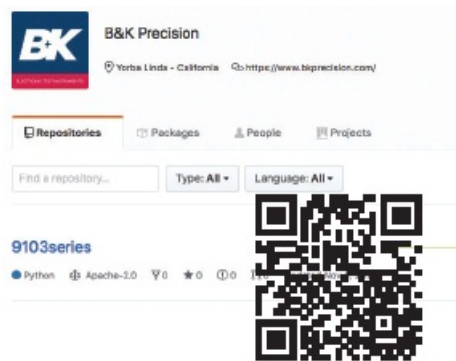 BK
B&K Precision
Yorba Linda - California https://www.bkprecision.com/
Repositories Packages People Projects
Find a repository... Type: All Language: All
9103series
Python Apache-2.0 0 0 0